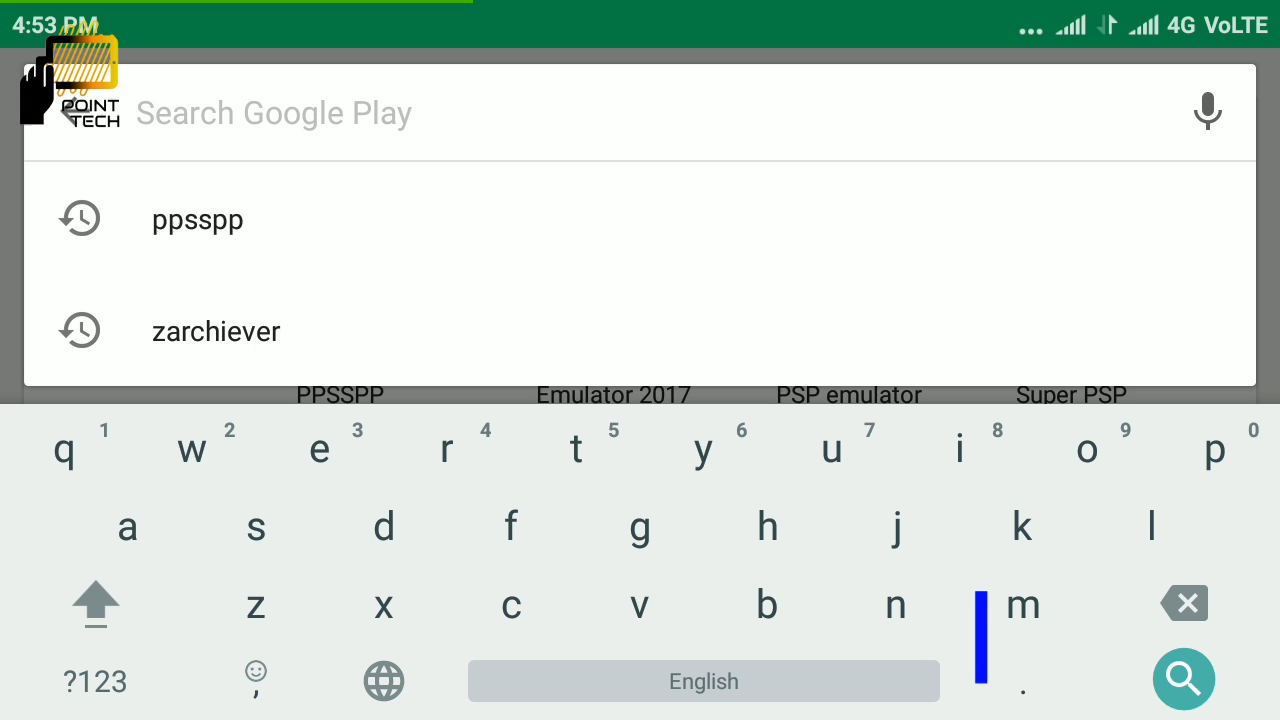 4:53 PM
... 4G VoLTE
POINT
TECH
Search Google Play
ppsspp
zarchiever
PPSSPP Emulator 2017 PSP emulator Super PSP
q 1 w 2 e 3 r 4 t 5 y 6 u 7 i 8 o 9 p 0
a s d f g h j k l
z x c v b n m
?123 , English .